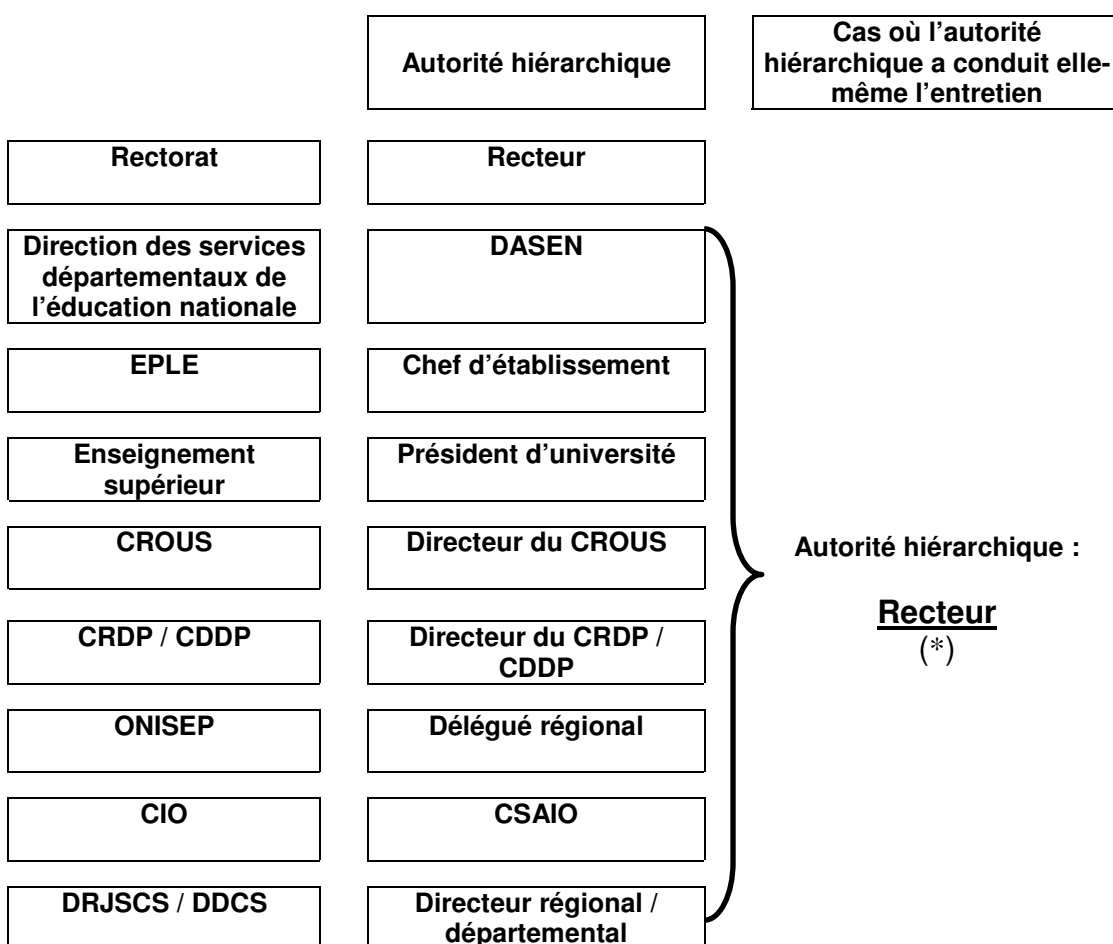 Autorité hiérarchique
Cas où l'autorité
hiérarchique a conduit elle-
même l'entretien
Rectorat
Recteur
Direction des services
départementaux de
l'éducation nationale
DASEN
EPLE
Chef d'établissement
Enseignement
supérieur
Président d'université
CROUS
Directeur du CROUS
Autorité hiérarchique :
Recteur
(*)
CRDP / CDDP
Directeur du CRDP /
CDDP
ONISEP
Délégué régional
CIO
CSAIO
DRJSCS / DDCS
Directeur régional /
départemental